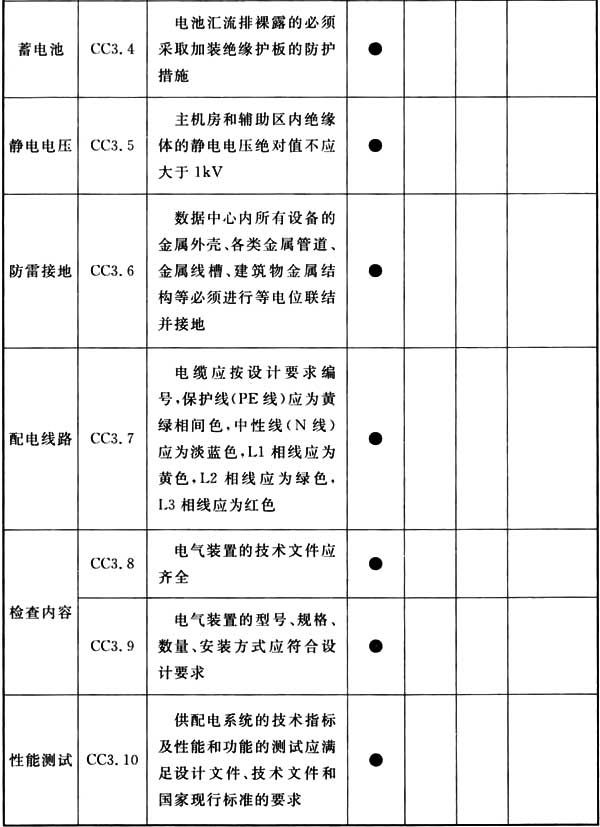 蓄电池
CC3.4
电池汇流排裸露的必须
采取加装绝缘护板的防护
措施
●
静电电压
CC3.5
主机房和辅助区内绝缘
体的静电电压绝对值不应
大于1kV
●
防雷接地
CC3.6
数据中心内所有设备的
金属外壳、各类金属管道、
金属线槽、建筑物金属结
构等必须进行等电位联结
并接地
●
配电线路
CC3.7
电缆应按设计要求编
号,保护线(PE线)应为黄
绿相间色,中性线(N线)
应为淡蓝色,L1相线应为
黄色,L2相线应为绿色,
L3相线应为红色
●
检查内容
CC3.8
电气装置的技术文件应
齐全
●
CC3.9
电气装置的型号、规格、
数量、安装方式应符合设
计要求
●
性能测试
CC3.10
供配电系统的技术指标
及性能和功能的测试应满
足设计文件、技术文件和
国家现行标准的要求
●